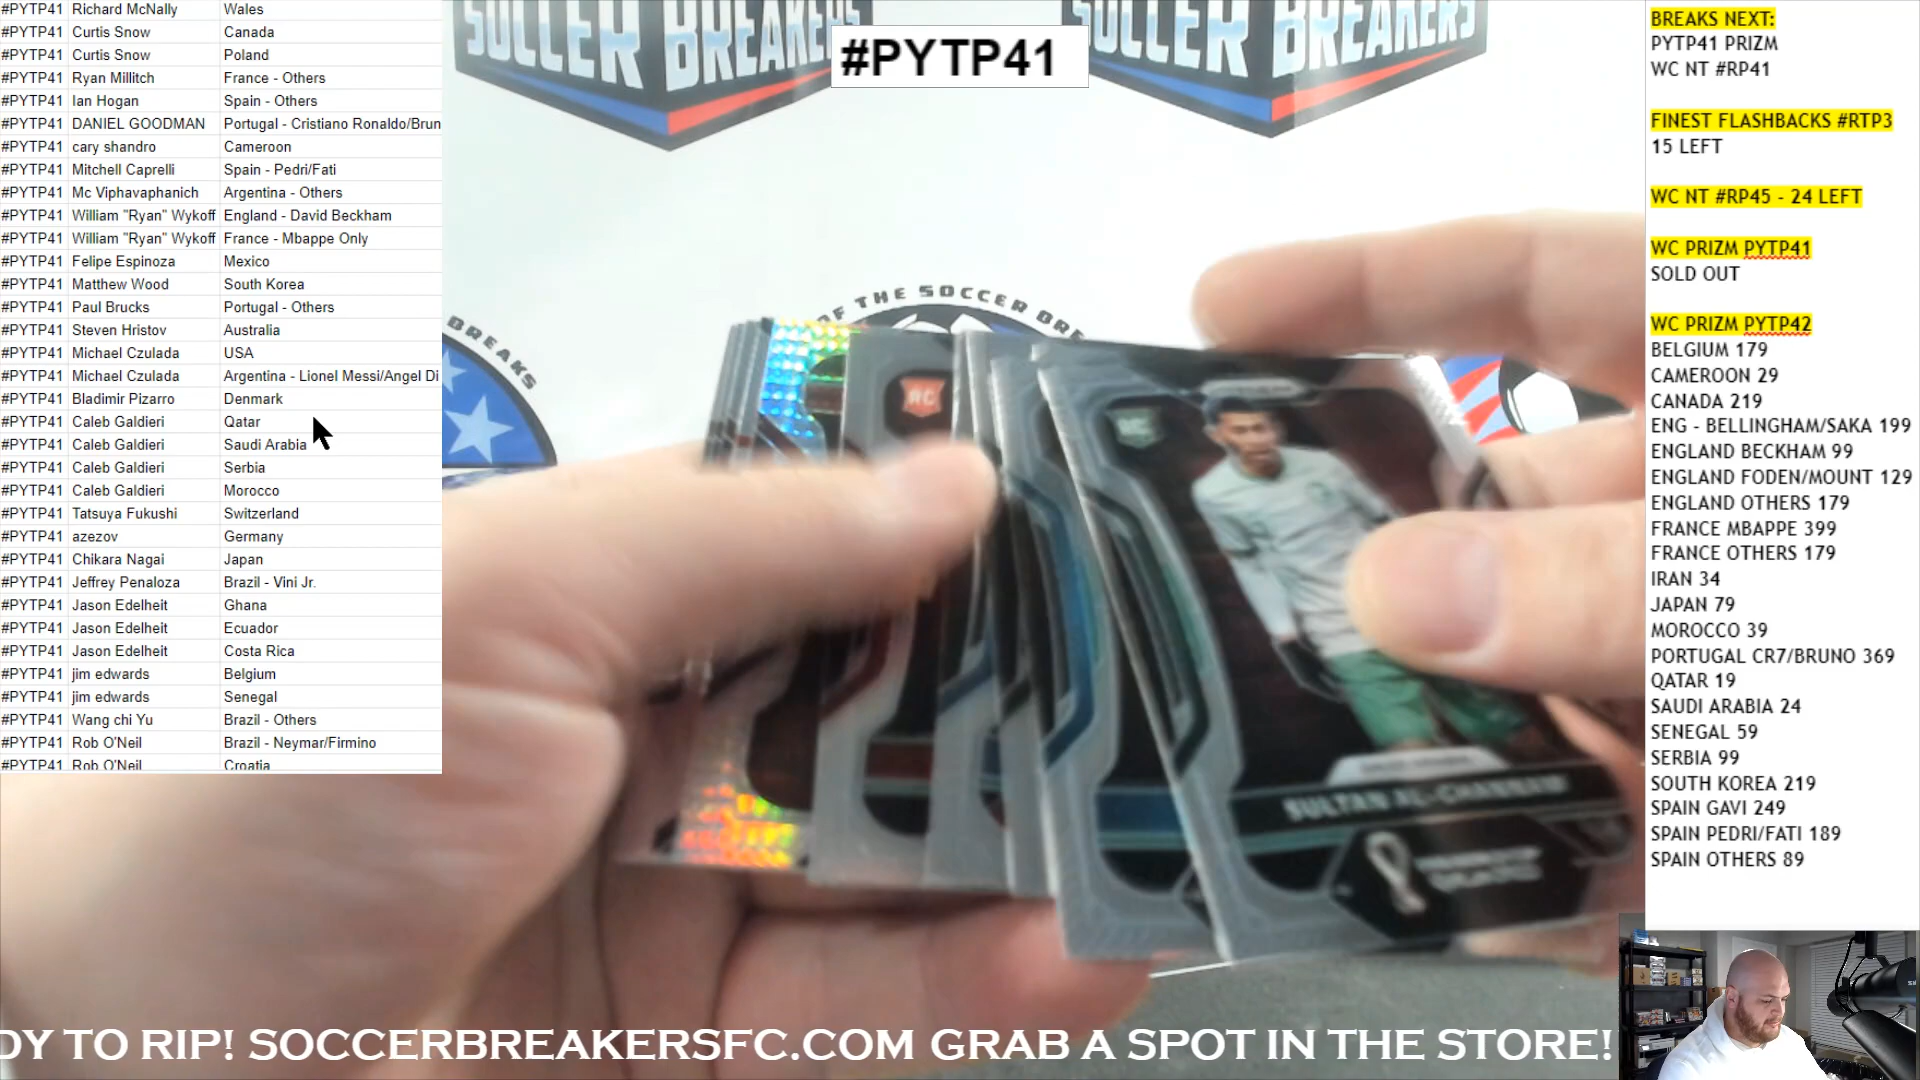 #PYTP41 Richard McNally Wales
#PYTP41 Curtis Snow Canada
#PYTP41 Curtis Snow Poland
#PYTP41 Ryan Millitch France - Others
#PYTP41 Ian Hogan Spain - Others
#PYTP41 DANIEL GOODMAN Portugal - Cristiano Ronaldo/Brun
#PYTP41 cary shandro Cameroon
#PYTP41 Mitchell Caprelli Spain - Pedri/Fati
#PYTP41 Mc Viphavaphanich Argentina - Others
#PYTP41 William "Ryan" Wykoff England - David Beckham
#PYTP41 William "Ryan" Wykoff France - Mbappe Only
#PYTP41 Felipe Espinoza Mexico
#PYTP41 Matthew Wood South Korea
#PYTP41 Paul Brucks Portugal - Others
#PYTP41 Steven Hristov Australia
#PYTP41 Michael Czulada USA
#PYTP41 Michael Czulada Argentina - Lionel Messi/Angel Di
#PYTP41 Bladimir Pizarro Denmark
#PYTP41 Caleb Galdieri Qatar
#PYTP41 Caleb Galdieri Saudi Arabia
#PYTP41 Caleb Galdieri Serbia
#PYTP41 Caleb Galdieri Morocco
#PYTP41 Tatsuya Fukushi Switzerland
#PYTP41 azezov Germany
#PYTP41 Chikara Nagai Japan
#PYTP41 Jeffrey Penaloza Brazil - Vini Jr.
#PYTP41 Jason Edelheit Ghana
#PYTP41 Jason Edelheit Ecuador
#PYTP41 Jason Edelheit Costa Rica
#PYTP41 jim edwards Belgium
#PYTP41 jim edwards Senegal
#PYTP41 Wang chi Yu Brazil - Others
#PYTP41 Rob O'Neil Brazil - Neymar/Firmino
#PYTP41 Rob O'Neil Croatia
SOCCER BREAKERS
#PYTP41
SOCCER BREAKERS
OF THE SOCCER BRE
BREAKS
RC
RC
SULTAN AL-GHANNAM
BREAKS NEXT:
PYTP41 PRIZM
WC NT #RP41
FINEST FLASHBACKS #RTP3
15 LEFT
WC NT #RP45 - 24 LEFT
WC PRIZM PYTP41
SOLD OUT
WC PRIZM PYTP42
BELGIUM 179
CAMEROON 29
CANADA 219
ENG - BELLINGHAM/SAKA 199
ENGLAND BECKHAM 99
ENGLAND FODEN/MOUNT 129
ENGLAND OTHERS 179
FRANCE MBAPPE 399
FRANCE OTHERS 179
IRAN 34
JAPAN 79
MOROCCO 39
PORTUGAL CR7/BRUNO 369
QATAR 19
SAUDI ARABIA 24
SENEGAL 59
SERBIA 99
SOUTH KOREA 219
SPAIN GAVI 249
SPAIN PEDRI/FATI 189
SPAIN OTHERS 89
DY TO RIP! SOCCERBREAKERSFC.COM GRAB A SPOT IN THE STORE!